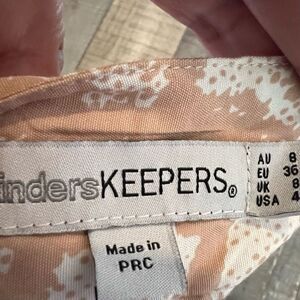 indersKEEPERS®
AU 8
EU 36
UK 8
USA 4
Made in
PRC